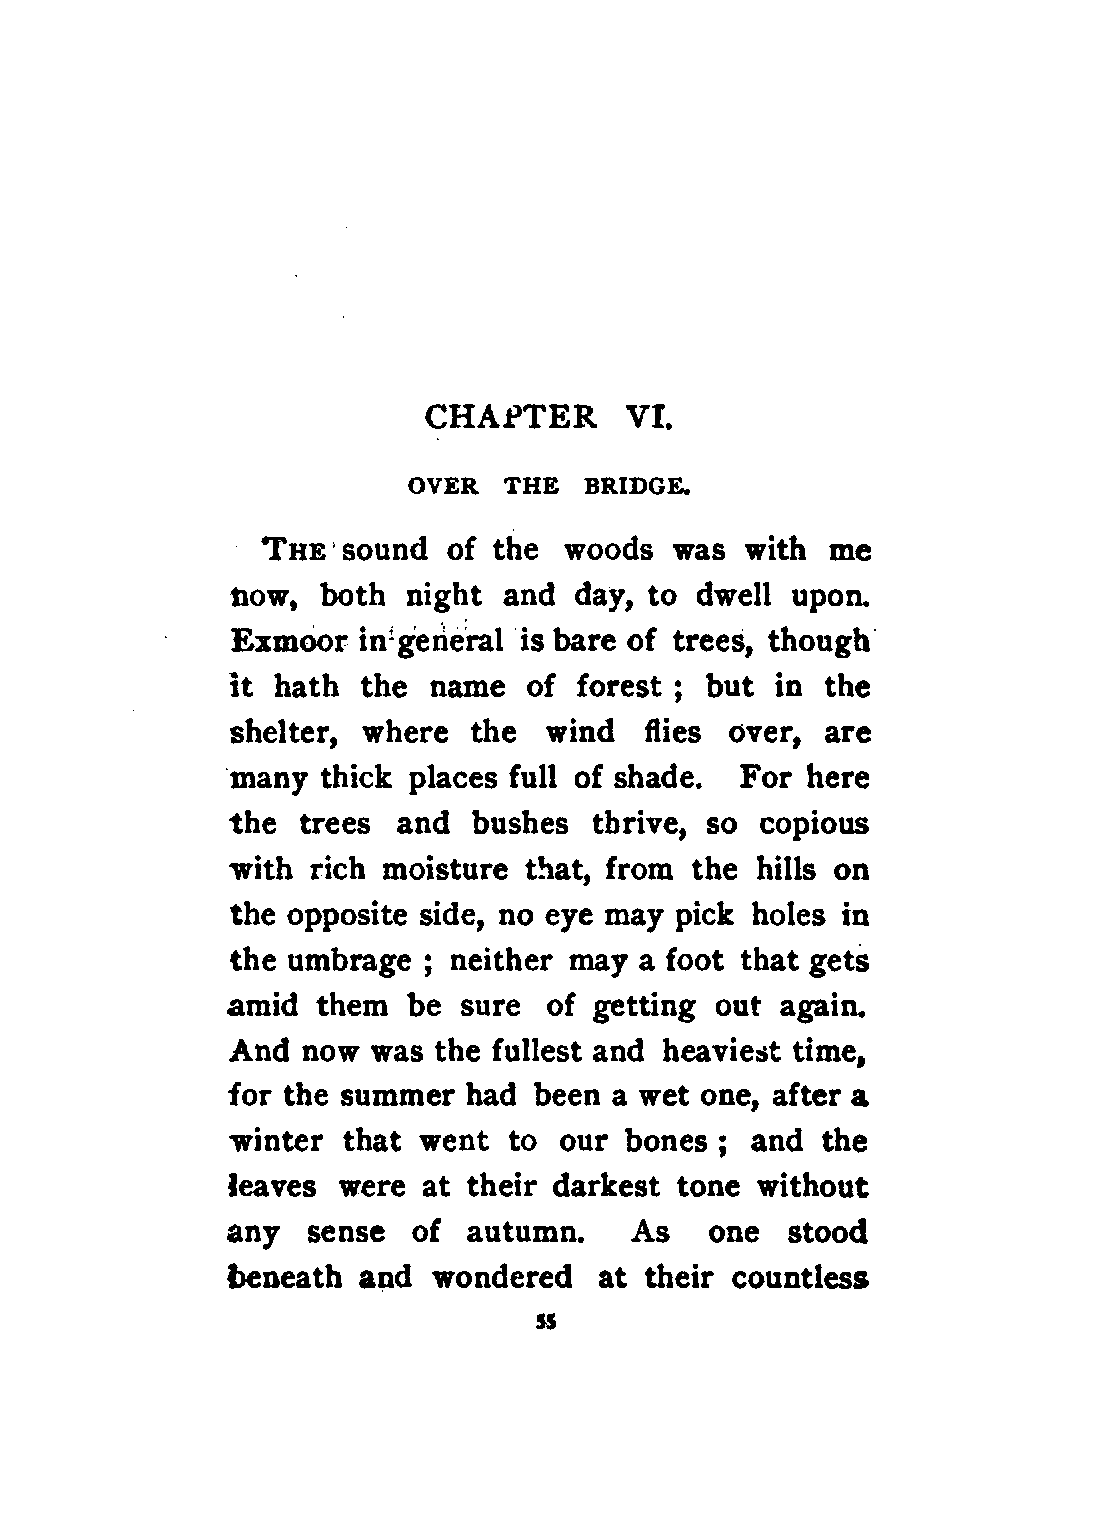 CHAPTER VI.
OVER THE BRIDGE.
THE sound of the woods was with me
now, both night and day, to dwell upon.
Exmoor in general is bare of trees, though
it hath the name of forest ; but in the
shelter, where the wind flies over, are
many thick places full of shade. For here
the trees and bushes thrive, so copious
with rich moisture that, from the hills on
the opposite side, no eye may pick holes in
the umbrage ; neither may a foot that gets
amid them be sure of getting out again.
And now was the fullest and heaviest time,
for the summer had been a wet one, after a
winter that went to our bones ; and the
leaves were at their darkest tone without
any sense of autumn. As one stood
beneath and wondered at their countless
55